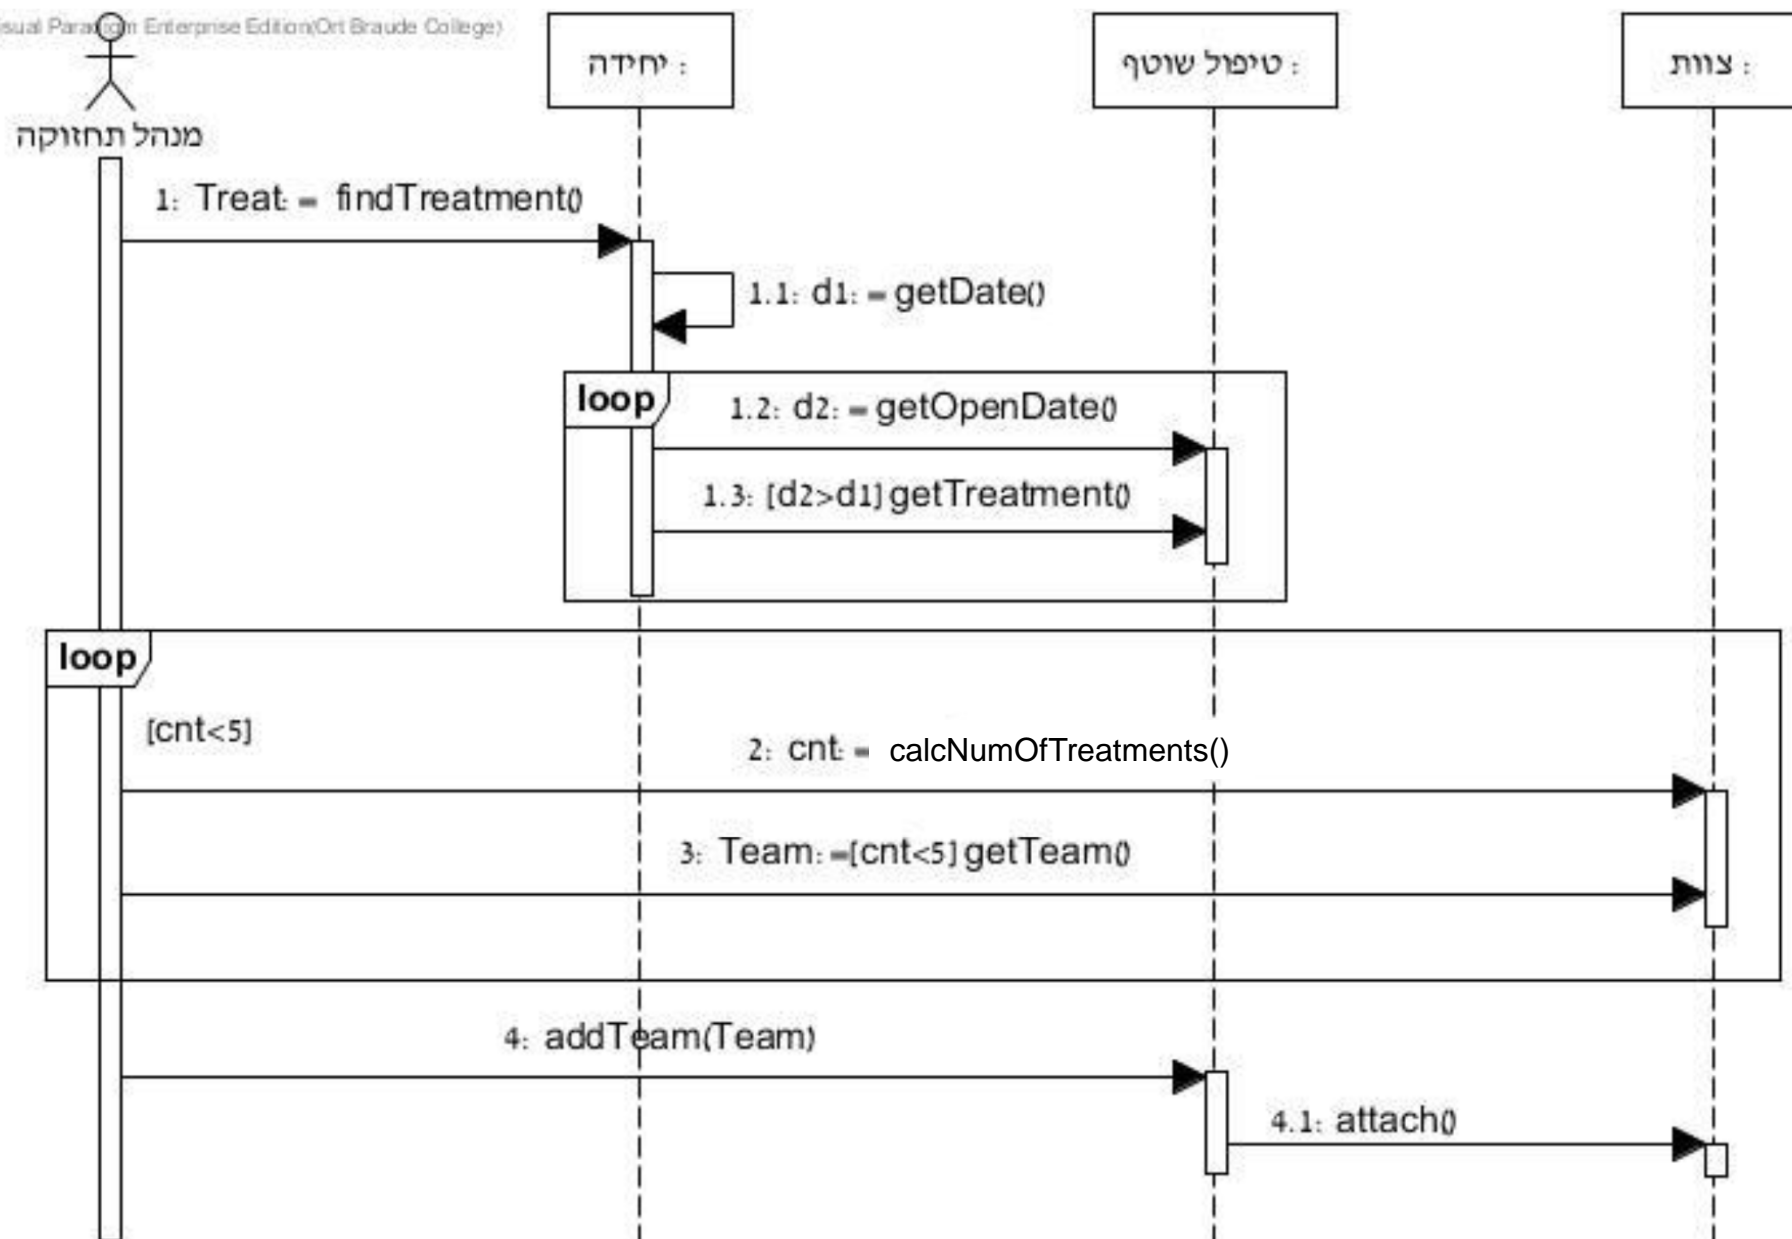 sual Paradigm Enterprise Edition(Ort Braude College)
יחידה :
טיפול שוטף :
צוות :
מנהל תחזוקה
1: Treat: = findTreatment()
1.1: d1: = getDate()
loop
1.2: d2: = getOpenDate()
1.3: [d2>d1] getTreatment()
loop
[cnt<5]
2: cnt: = calcNumOfTreatments()
3: Team: =[cnt<5] getTeam()
4: addTeam(Team)
4.1: attach()